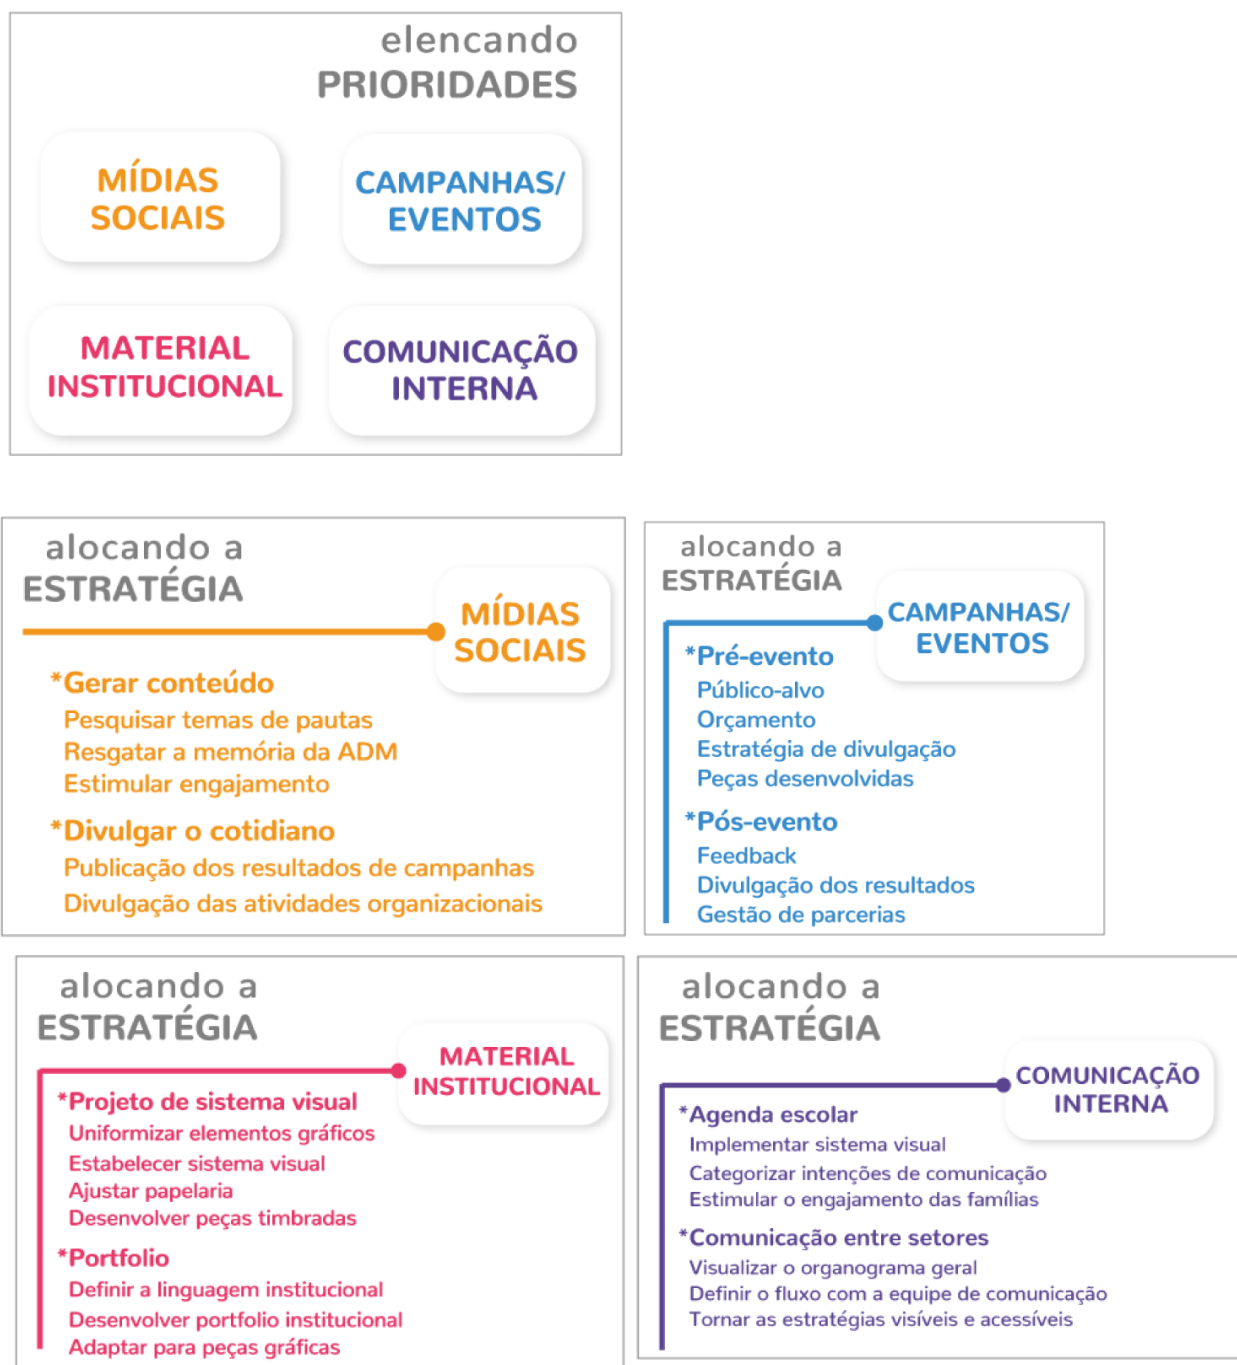 elencando
PRIORIDADES
MÍDIAS
SOCIAIS
CAMPANHAS/
EVENTOS
MATERIAL
INSTITUCIONAL
COMUNICAÇÃO
INTERNA
alocando a
ESTRATÉGIA
MÍDIAS
SOCIAIS
*Gerar conteúdo
Pesquisar temas de pautas
Resgatar a memória da ADM
Estimular engajamento
*Divulgar o cotidiano
Publicação dos resultados de campanhas
Divulgação das atividades organizacionais
alocando a
ESTRATÉGIA
CAMPANHAS/
EVENTOS
*Pré-evento
Público-alvo
Orçamento
Estratégia de divulgação
Peças desenvolvidas
*Pós-evento
Feedback
Divulgação dos resultados
Gestão de parcerias
alocando a
ESTRATÉGIA
MATERIAL
INSTITUCIONAL
*Projeto de sistema visual
Uniformizar elementos gráficos
Estabelecer sistema visual
Ajustar papelaria
Desenvolver peças timbradas
*Portfolio
Definir a linguagem institucional
Desenvolver portfolio institucional
Adaptar para peças gráficas
alocando a
ESTRATÉGIA
COMUNICAÇÃO
INTERNA
*Agenda escolar
Implementar sistema visual
Categorizar intenções de comunicação
Estimular o engajamento das famílias
*Comunicação entre setores
Visualizar o organograma geral
Definir o fluxo com a equipe de comunicação
Tornar as estratégias visíveis e acessíveis